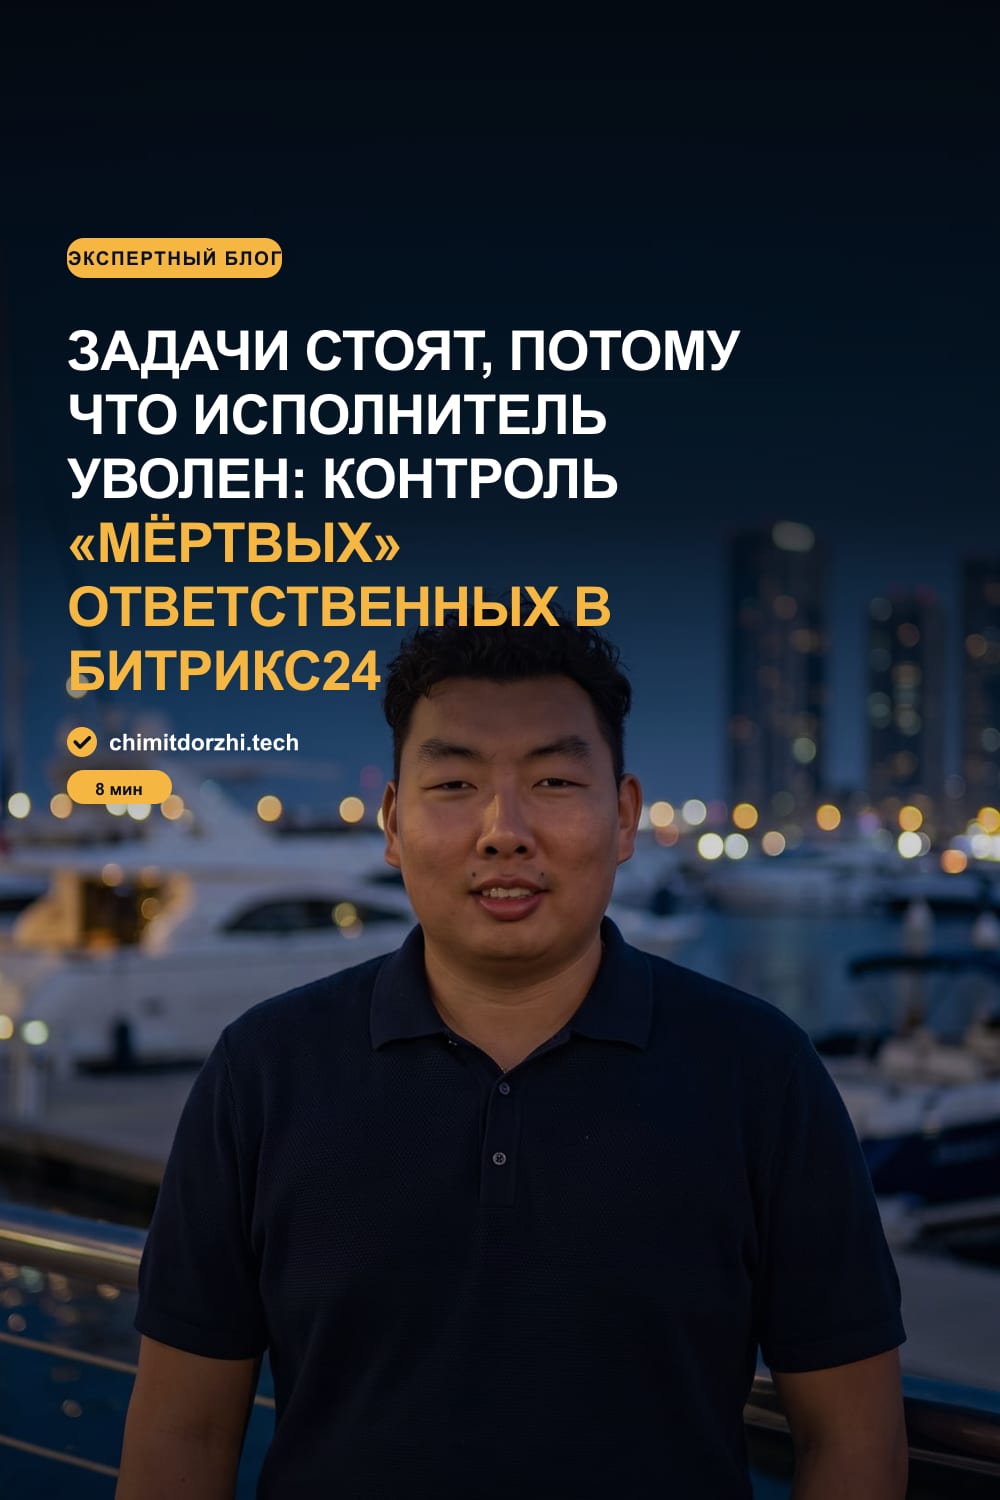 ЭКСПЕРТНЫЙ БЛОГ
ЗАДАЧИ СТОЯТ, ПОТОМУ
ЧТО ИСПОЛНИТЕЛЬ
УВОЛЕН: КОНТРОЛЬ
«МЁРТВЫХ»
ОТВЕТСТВЕННЫХ В
БИТРИКС24
chimitdorzhi.tech
8 мин